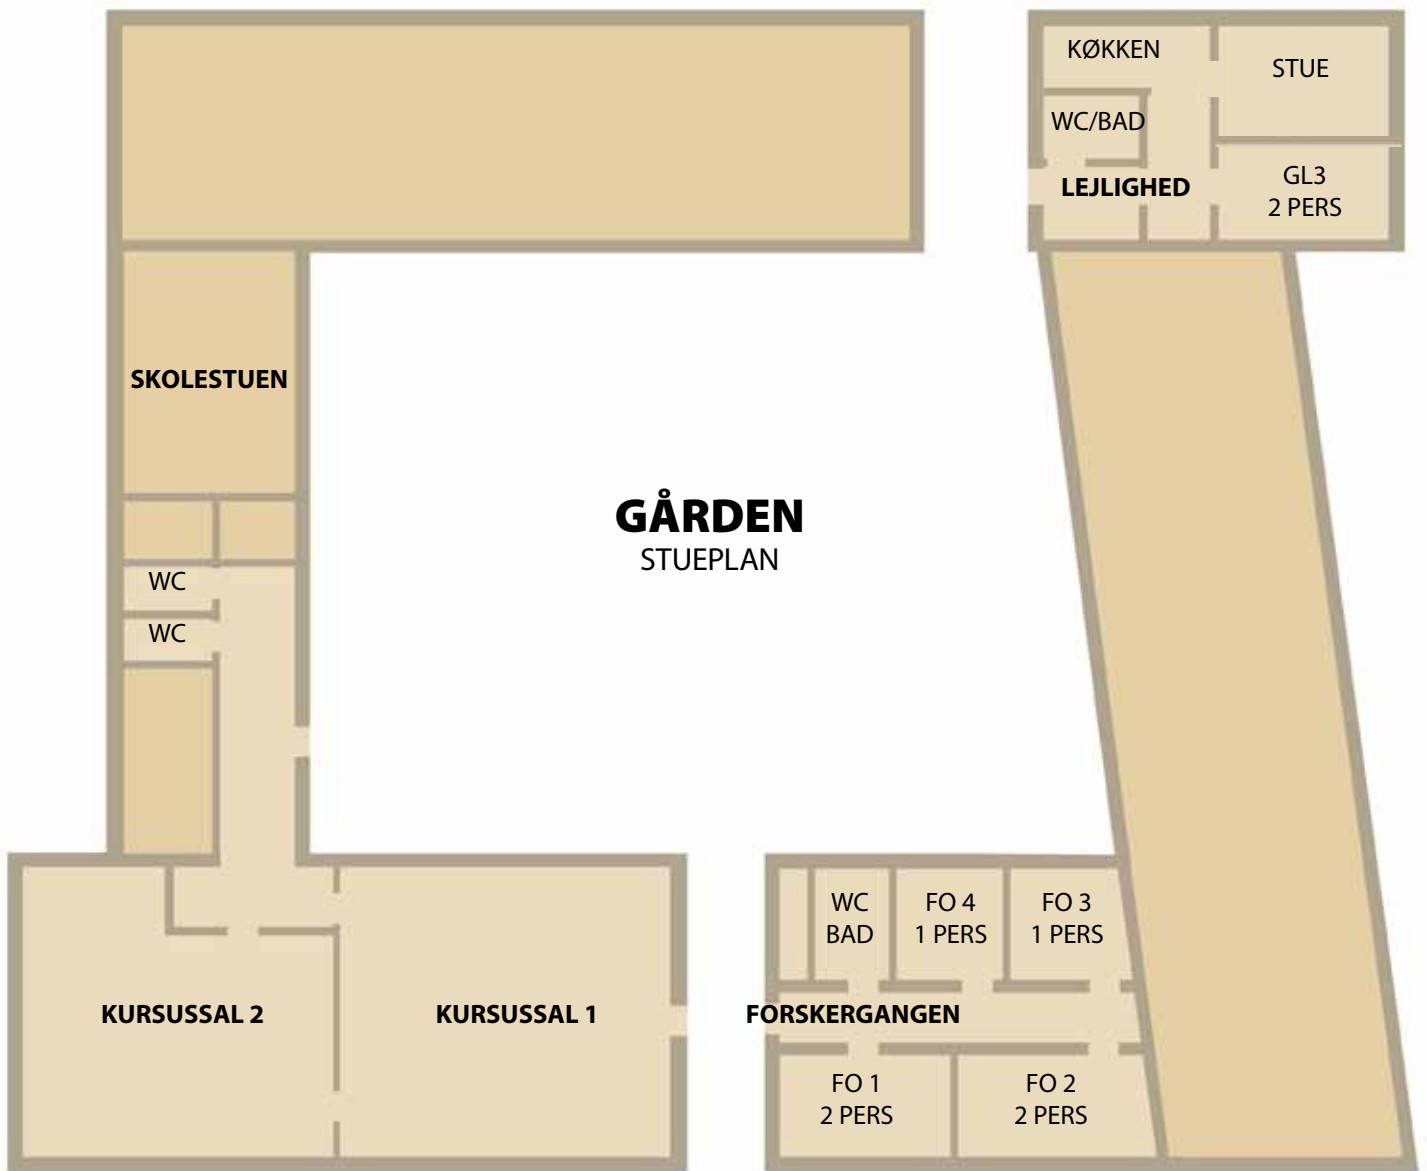 KØKKEN
STUE
WC/BAD
LEJLIGHED
GL3
2 PERS
SKOLESTUEN
GÅRDEN
STUEPLAN
WC
WC
KURSUSSAL 2
KURSUSSAL 1
WC
BAD
FO 4
1 PERS
FO 3
1 PERS
FORSKERGANGEN
FO 1
2 PERS
FO 2
2 PERS